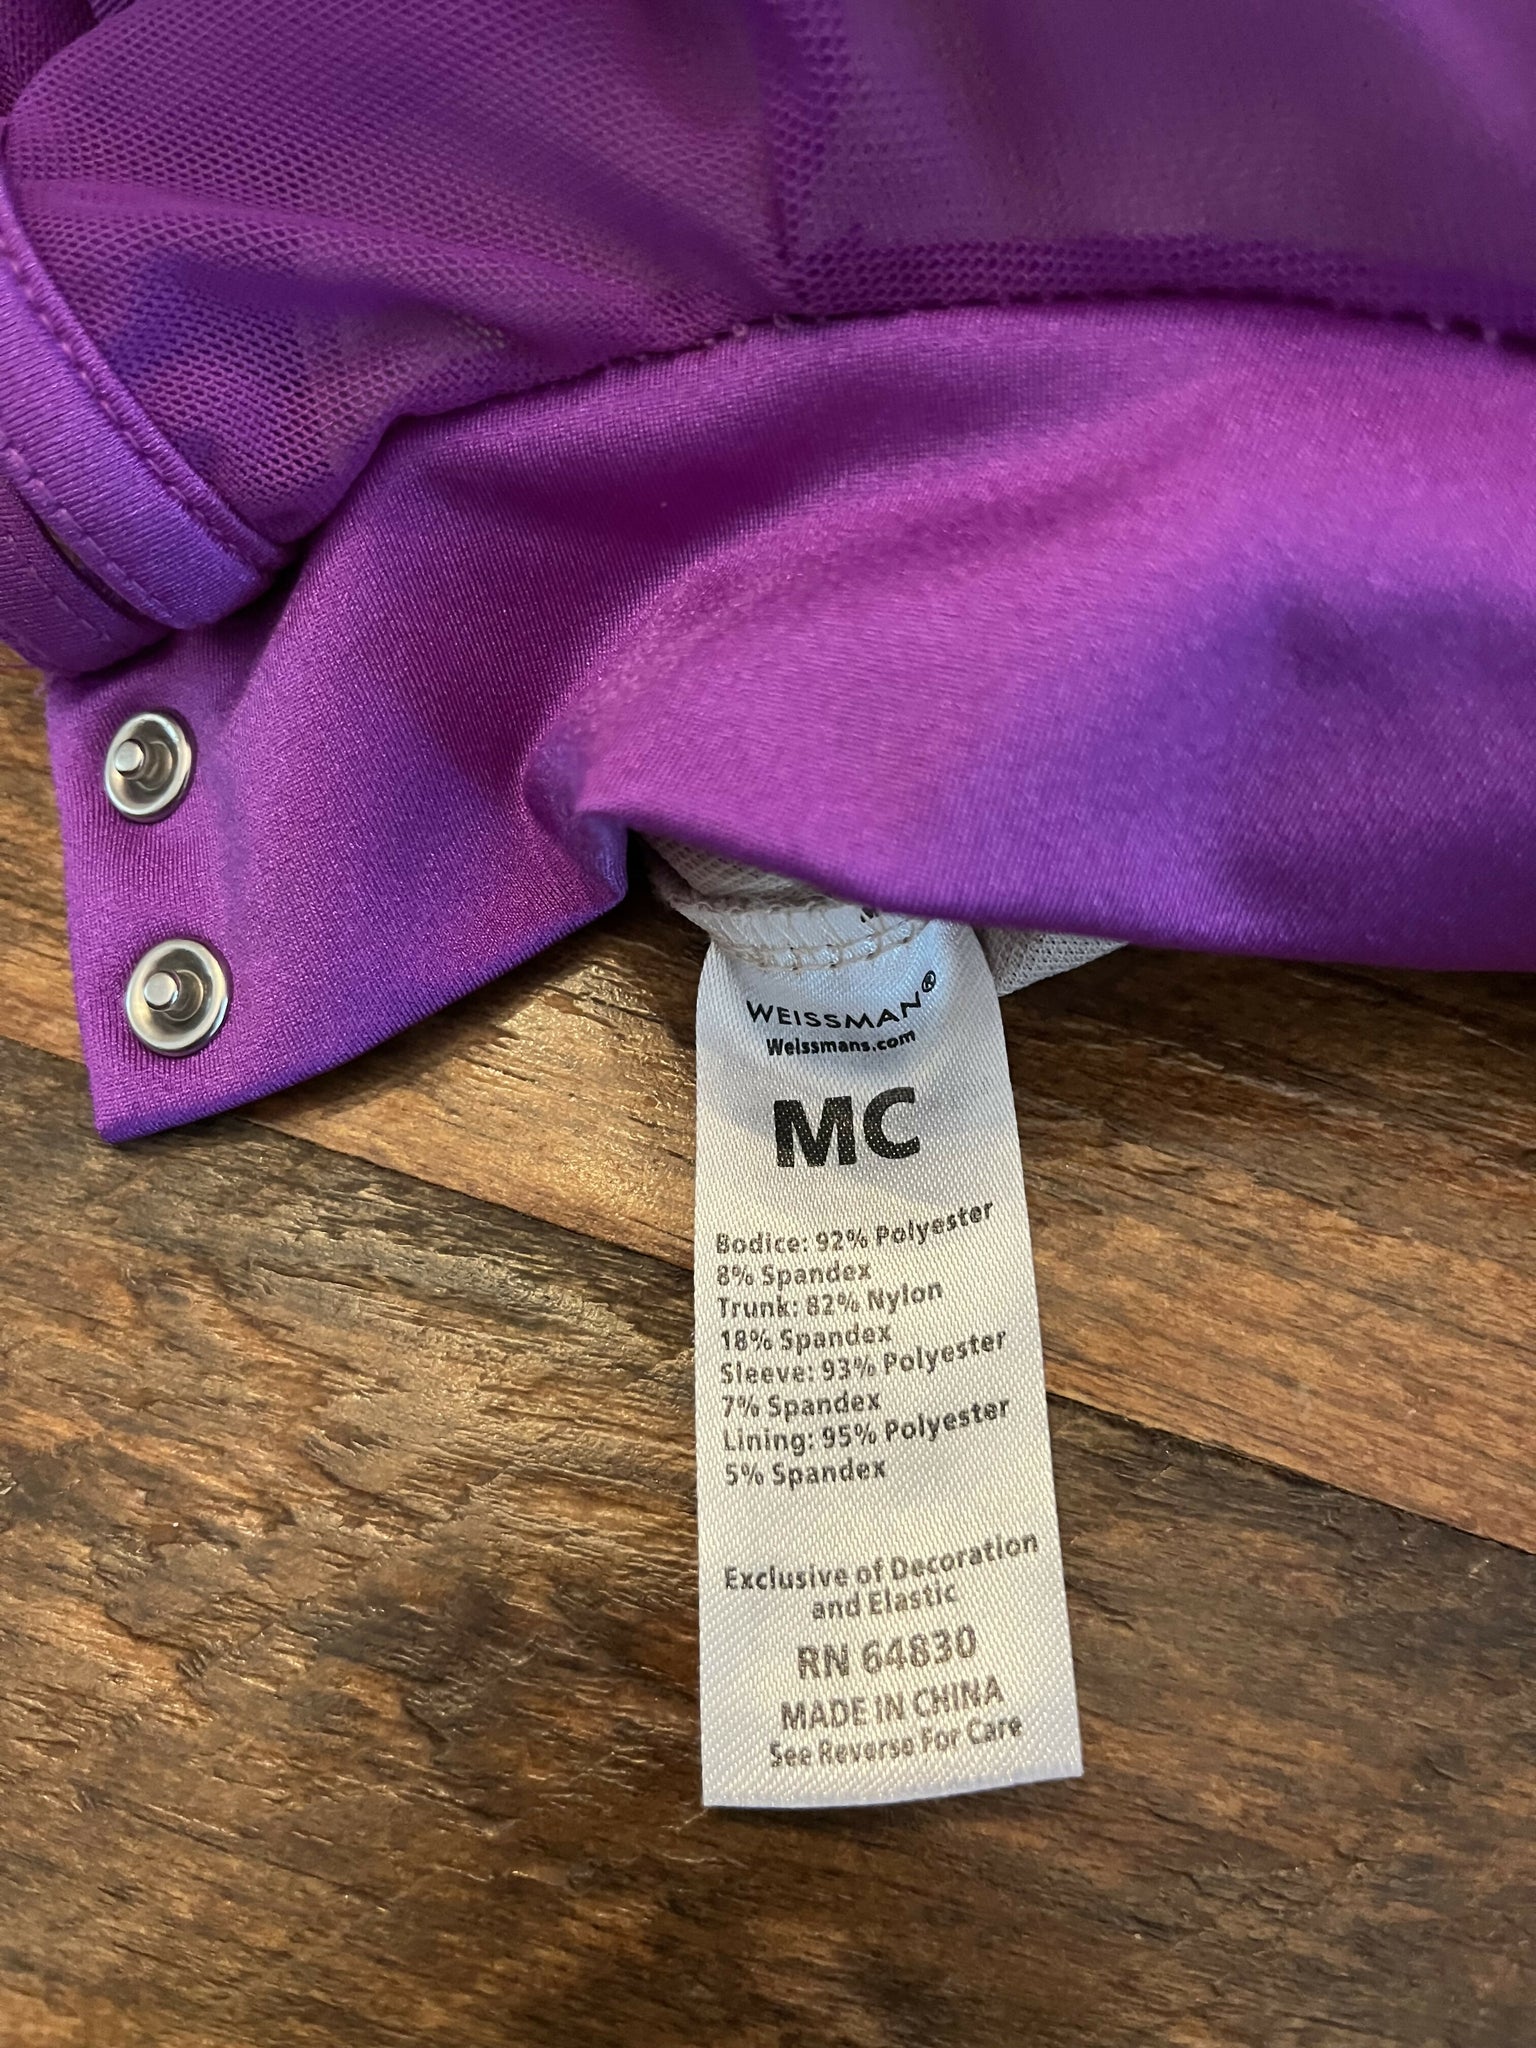 WEISSMAN®
Weissmans.com
MC
Bodice: 92% Polyester
8% Spandex
Trunk: 82% Nylon
18% Spandex
Sleeve: 93% Polyester
7% Spandex
Lining: 95% Polyester
5% Spandex
Exclusive of Decoration
and Elastic
RN 64830
MADE IN CHINA
See Reverse For Care